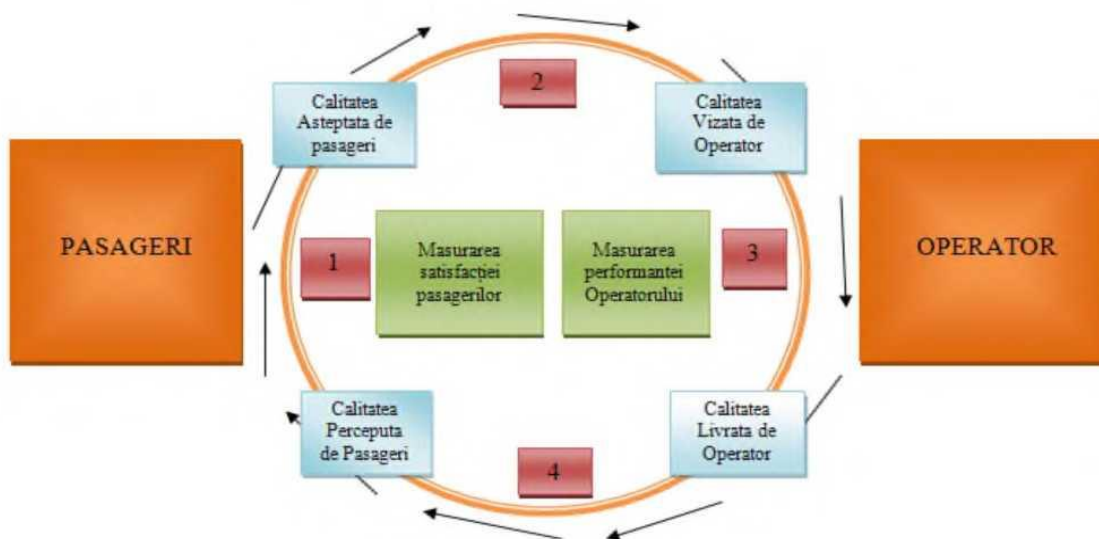 2
Calitatea
Asteptata de
pasageri
Calitatea
Vizata de
Operator
PASAGERI
1
Masurarea
satisfacției
pasagerilor
Masurarea
performantei
Operatorului
3
OPERATOR
Calitatea
Perceputa
de Pasageri
4
Calitatea
Livrata de
Operator